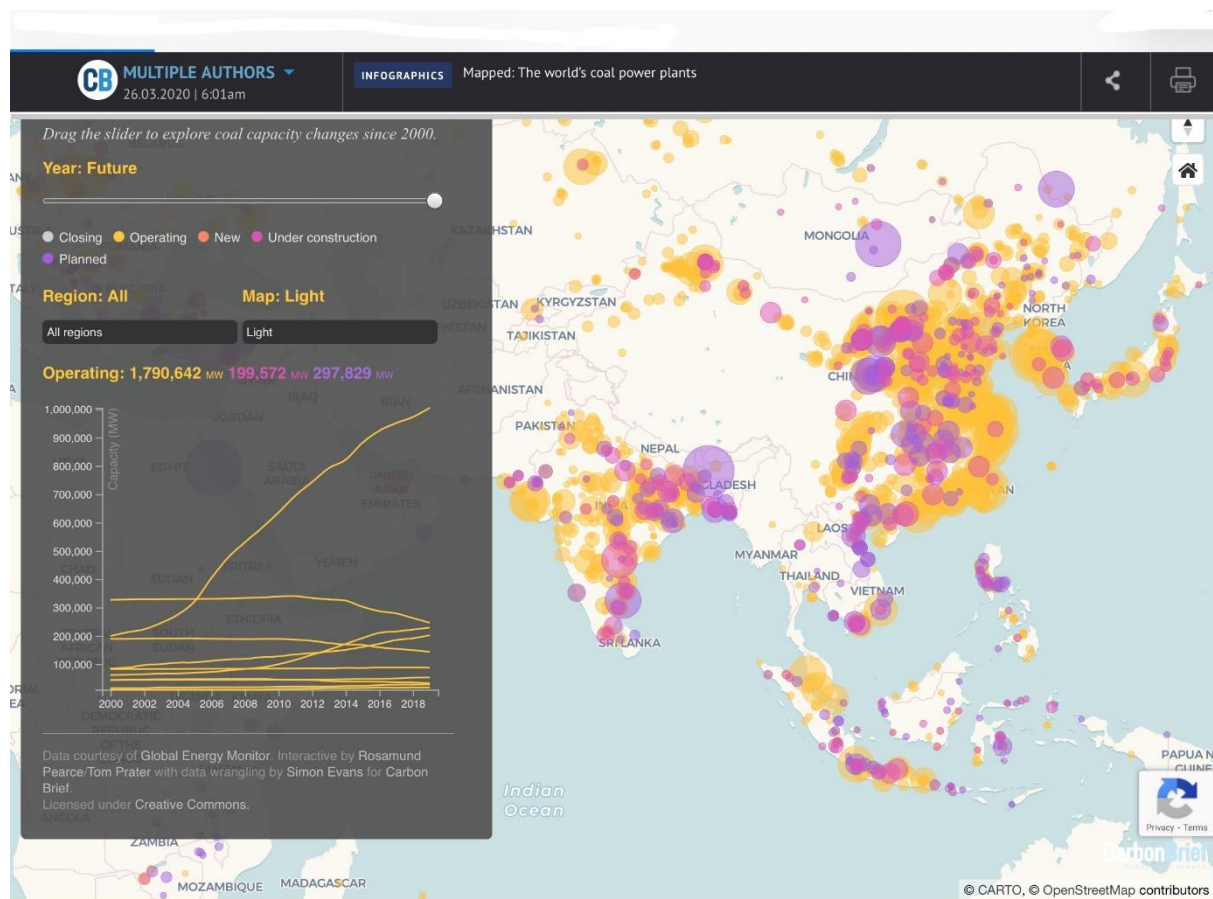 CB MULTIPLE AUTHORS
26.03.2020 | 6:01am
INFOGRAPHICS
Mapped: The world's coal power plants
Drag the slider to explore coal capacity changes since 2000.
Year: Future
Closing Operating New Under construction
Planned
Region: All Map: Light
All regions Light
Operating: 1,790,642 MW 199,572 MW 297,829 MW
Capacity (MW)
1,000,000
900,000
800,000
700,000
600,000
500,000
400,000
300,000
200,000
100,000
2000 2002 2004 2006 2008 2010 2012 2014 2016 2018
Data courtesy of Global Energy Monitor. Interactive by Rosamund
Pearce/Tom Prater with data wrangling by Simon Evans for Carbon
Brief.
Licensed under Creative Commons.
BELARUS
KAZAKHSTAN
MONGOLIA
KYRGYZSTAN
TAJIKISTAN
NORTH
KOREA
PAKISTAN
NEPAL
LAOS
MYANMAR
THAILAND
VIETNAM
SRI LANKA
IRAQ
IRAN
JORDAN
EGYPT
SAUDI
ARABIA
UNITED
ARAB
EMIRATES
YEMEN
CHAD
SUDAN
ERITREA
ETHIOPIA
SOUTH
SUDAN
DEMOCRATIC
ANGOLA
ZAMBIA
MOZAMBIQUE
MADAGASCAR
Indian
Ocean
PAPUA N
GUINE
Privacy - Terms
CarbonBrief
© CARTO, © OpenStreetMap contributors